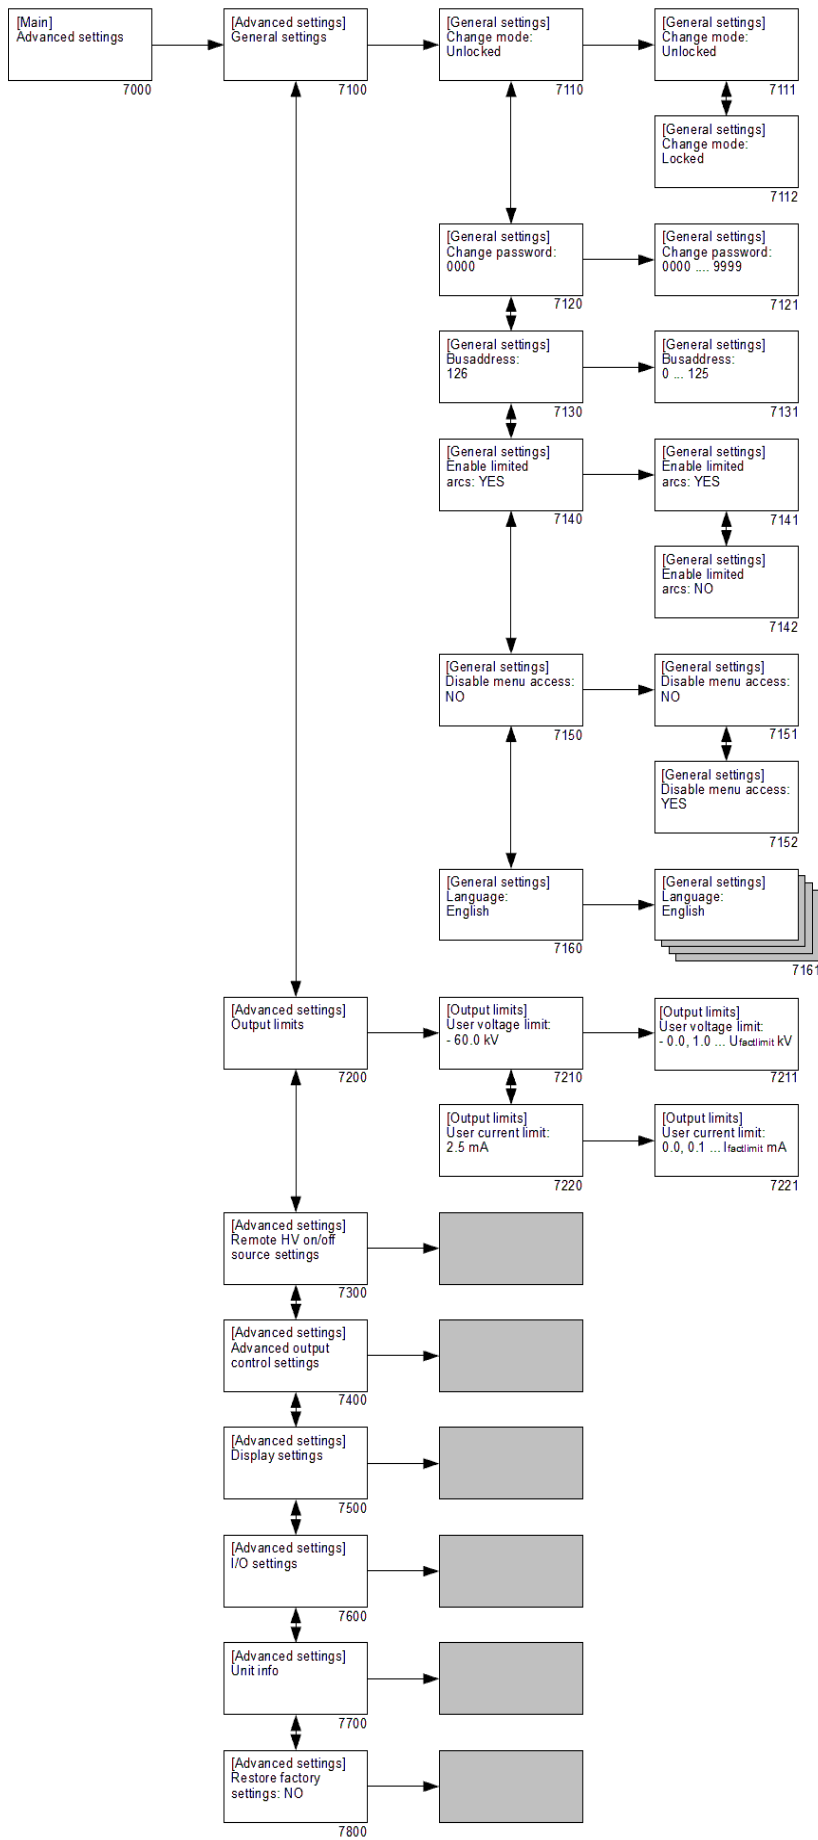 [Main]
Advanced settings
7000
[Advanced settings]
General settings
7100
[General settings]
Change mode:
Unlocked
7110
[General settings]
Change mode:
Unlocked
7111
[General settings]
Change mode:
Locked
7112
[General settings]
Change password:
0000
7120
[General settings]
Change password:
0000 .... 9999
7121
[General settings]
Busaddress:
126
7130
[General settings]
Busaddress:
0 ... 125
7131
[General settings]
Enable limited
arcs: YES
7140
[General settings]
Enable limited
arcs: YES
7141
[General settings]
Enable limited
arcs: NO
7142
[General settings]
Disable menu access:
NO
7150
[General settings]
Disable menu access:
NO
7151
[General settings]
Disable menu access:
YES
7152
[General settings]
Language:
English
7160
[General settings]
Language:
English
7161
[Advanced settings]
Output limits
7200
[Output limits]
User voltage limit:
- 60.0 kV
7210
[Output limits]
User voltage limit:
- 0.0, 1.0 ... Ufactlimit kV
7211
[Output limits]
User current limit:
2.5 mA
7220
[Output limits]
User current limit:
0.0, 0.1 ... Ifactlimit mA
7221
[Advanced settings]
Remote HV on/off
source settings
7300
[Advanced settings]
Advanced output
control settings
7400
[Advanced settings]
Display settings
7500
[Advanced settings]
I/O settings
7600
[Advanced settings]
Unit info
7700
[Advanced settings]
Restore factory
settings: NO
7800